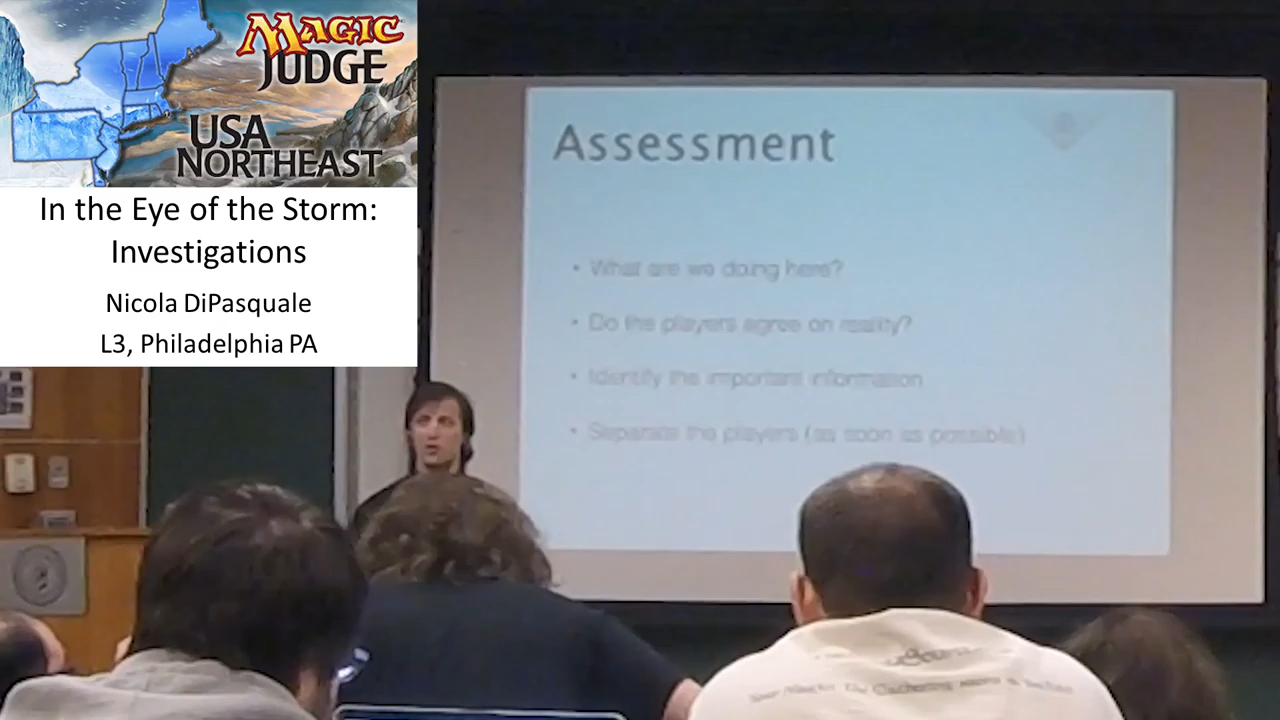 MAGIC
JUDGE
USA
NORTHEAST
In the Eye of the Storm:
Investigations
Nicola DiPasquale
L3, Philadelphia PA
Assessment
• What are we doing here?
• Do the players agree on reality?
• Identify the important information
• Separate the players (as soon as possible)
The Gathering